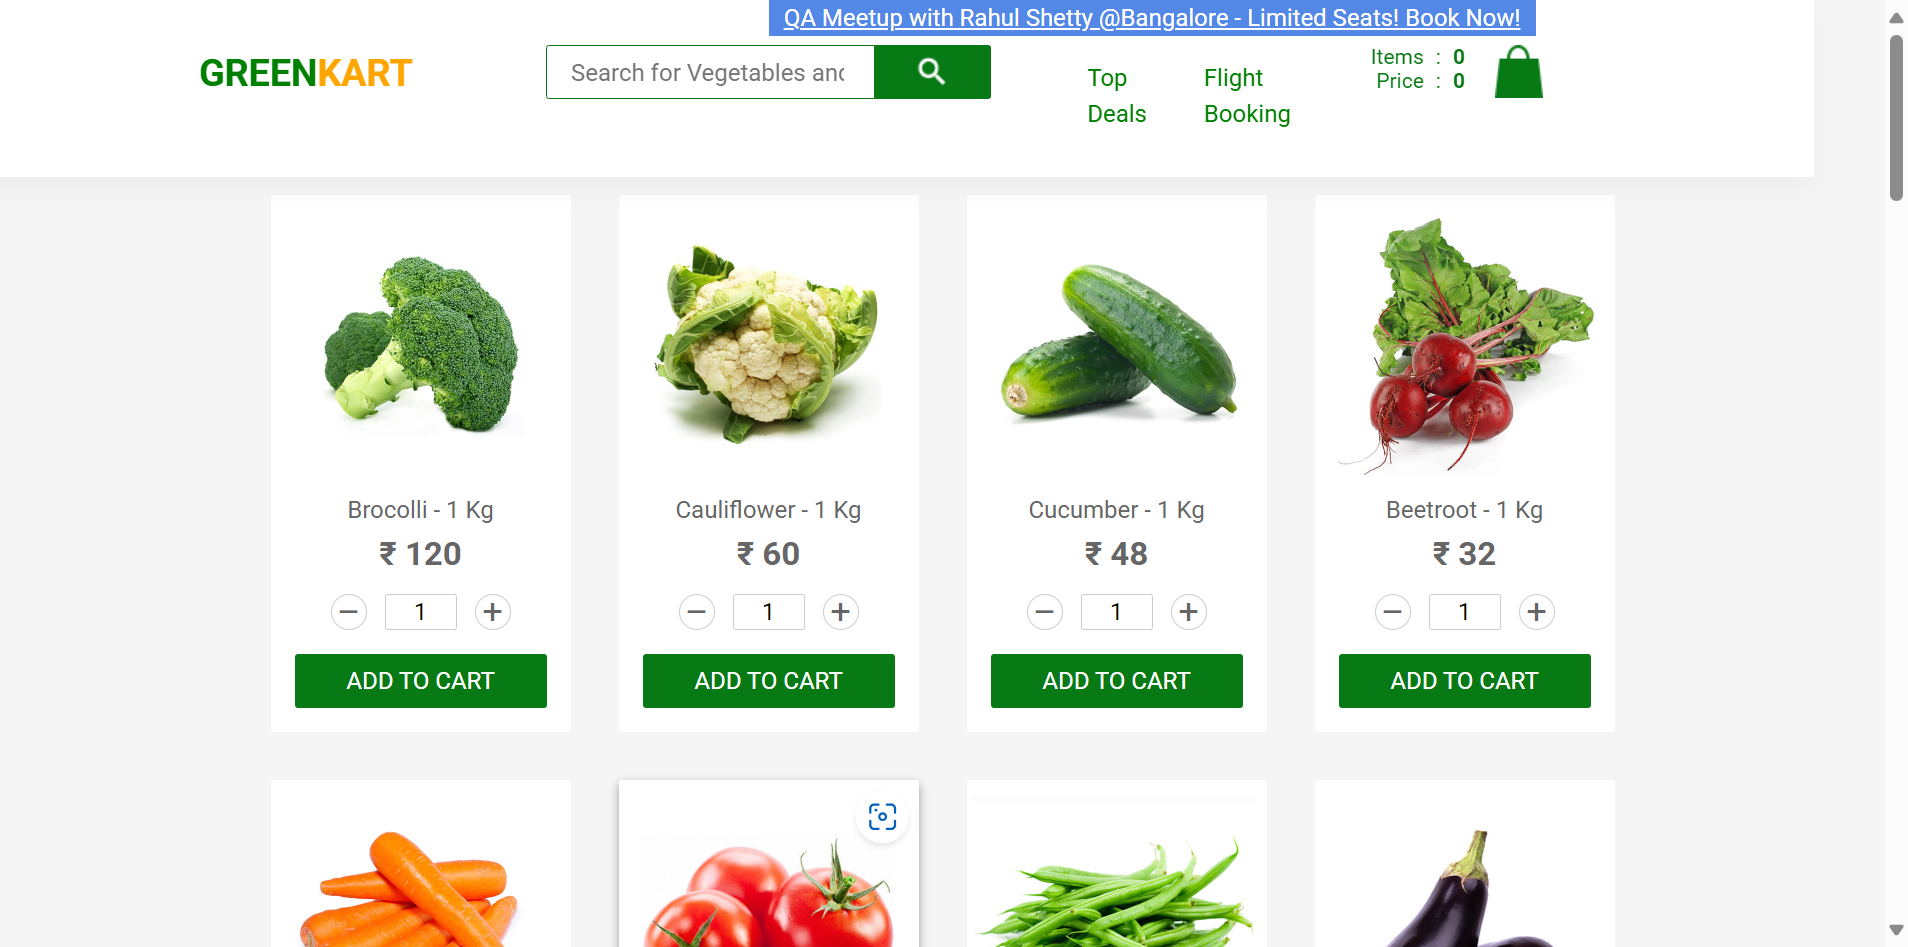 QA Meetup with Rahul Shetty @Bangalore - Limited Seats! Book Now!
GREENKART
Search for Vegetables and
Top
Deals
Flight
Booking
Items : 0
Price : 0
Brocolli - 1 Kg
₹ 120
− 1 +
ADD TO CART
Cauliflower - 1 Kg
₹ 60
− 1 +
ADD TO CART
Cucumber - 1 Kg
₹ 48
− 1 +
ADD TO CART
Beetroot - 1 Kg
₹ 32
− 1 +
ADD TO CART